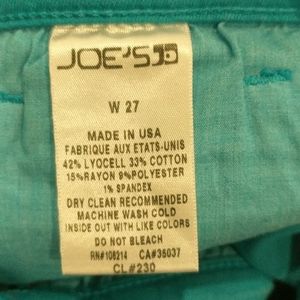 JOE'S
W 27
MADE IN USA
FABRIQUE AUX ETATS-UNIS
42% LYOCELL 33% COTTON
15%RAYON 9%POLYESTER
1% SPANDEX
DRY CLEAN RECOMMENDED
MACHINE WASH COLD
INSIDE OUT WITH LIKE COLORS
DO NOT BLEACH
RN#108214 CA#35037
CL#230